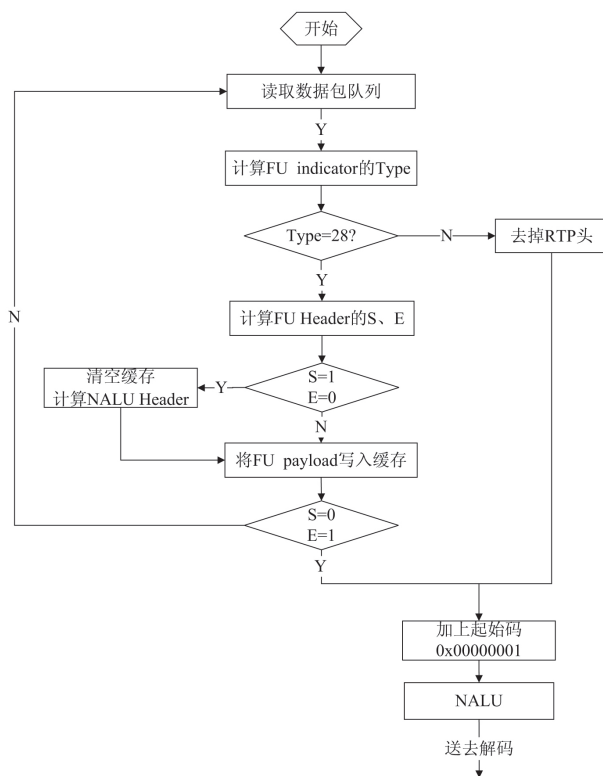 开始
读取数据包队列
Y
计算FU indicator的Type
Type=28?
N
去掉RTP头
Y
N
计算FU Header的S、E
清空缓存
计算NALU Header
Y
S=1
E=0
N
将FU payload写入缓存
S=0
E=1
Y
加上起始码
0x00000001
NALU
送去解码